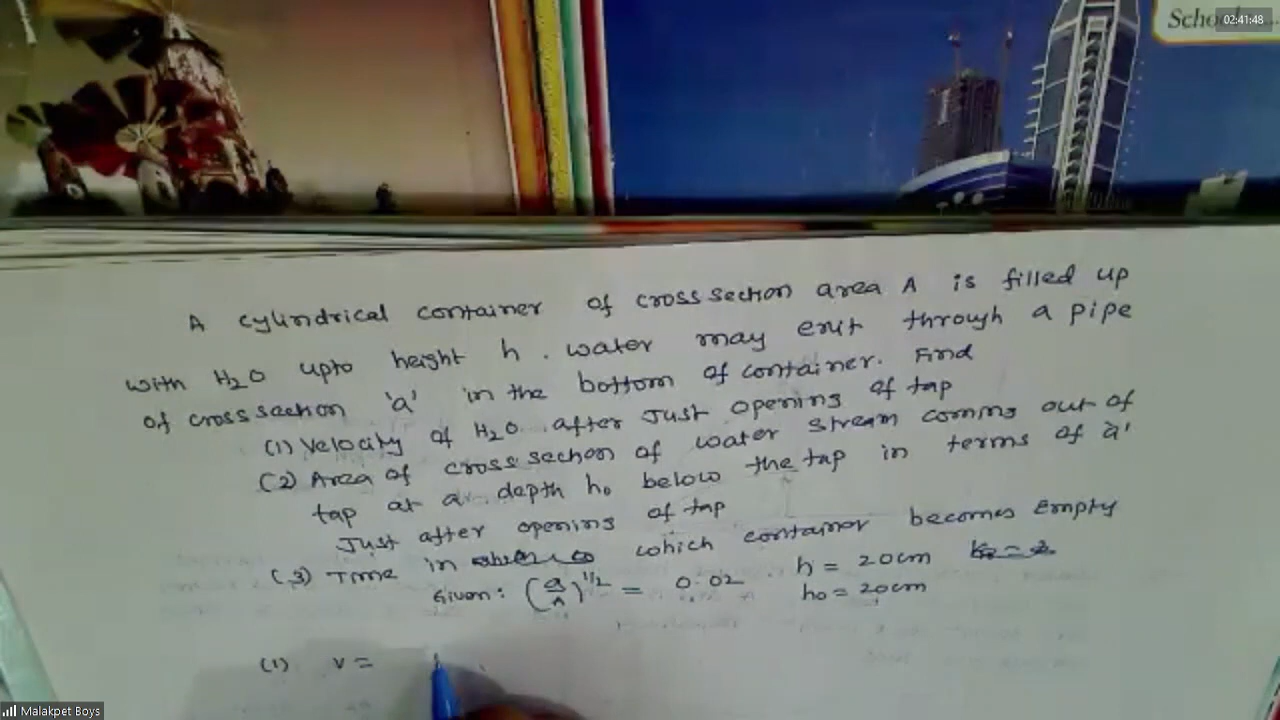 Scho
02:41:48
A cylindrical container of cross section area A is filled up
with H₂O upto height h. water may exit through a pipe
of cross section 'a' in the bottom of container. Find
(1) Velocity of H₂O after Just opening of tap
(2) Area of cross section of water stream coming out of
tap at a depth h₀ below the tap in terms of 'a'
Just after opening of tap
(3) Time in which container becomes Empty
Given: (a/A)^1/2 = 0.02 h = 20cm
h₀ = 20cm
(1) v =
Malakpet Boys